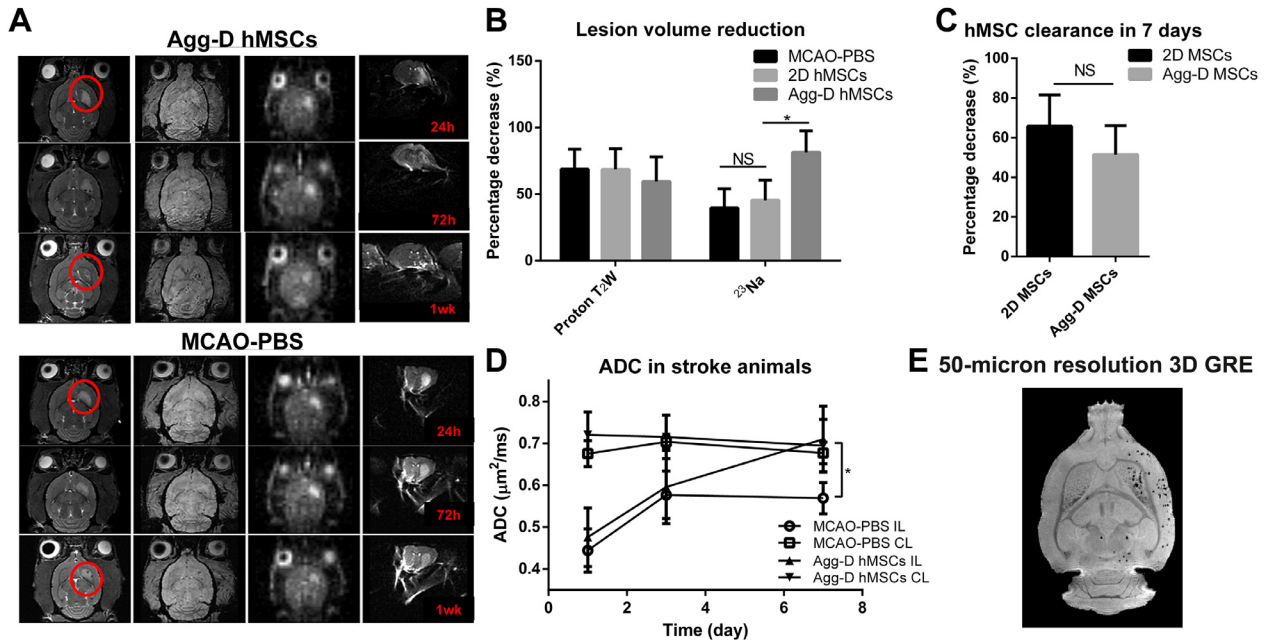 A
Agg-D hMSCs
24h
72h
1wk
MCAO-PBS
24h
72h
1wk
B
Lesion volume reduction
MCAO-PBS
2D hMSCs
Agg-D hMSCs
Percentage decrease (%)
150
100
50
0
NS
*
Proton T₂W
²³Na
C
hMSC clearance in 7 days
2D MSCs
Agg-D MSCs
Percentage decrease (%)
100
80
60
40
20
0
NS
2D MSCs
Agg-D MSCs
D
ADC in stroke animals
ADC (μm²/ms)
0.8
0.7
0.6
0.5
0.4
*
MCAO-PBS IL
MCAO-PBS CL
Agg-D hMSCs IL
Agg-D hMSCs CL
0 2 4 6 8
Time (day)
E
50-micron resolution 3D GRE